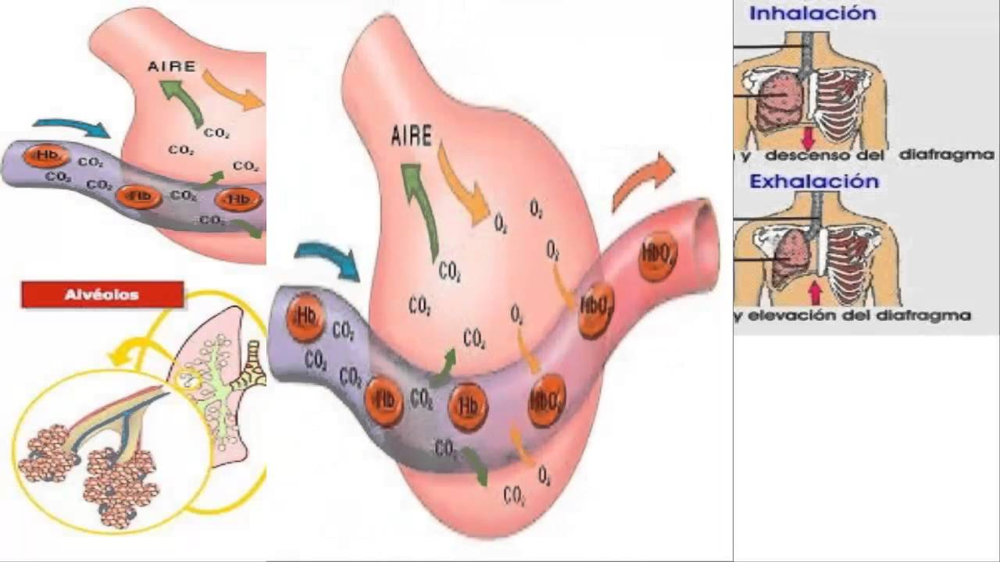 AIRE
CO₂
CO₂
CO₂
Hb
CO₂
CO₂
CO₂
Hb
CO₂
Hb
CO₂
Alvéolos
AIRE
O₂
O₂
O₂
CO₂
CO₂
O₂
CO₂
HbO₂
HbO₂
Hb
CO₂
CO₂
CO₂
Hb
CO₂
Hb
HbO₂
CO₂
O₂
CO₂
Inhalación
y descenso del diafragma
Exhalación
y elevación del diafragma